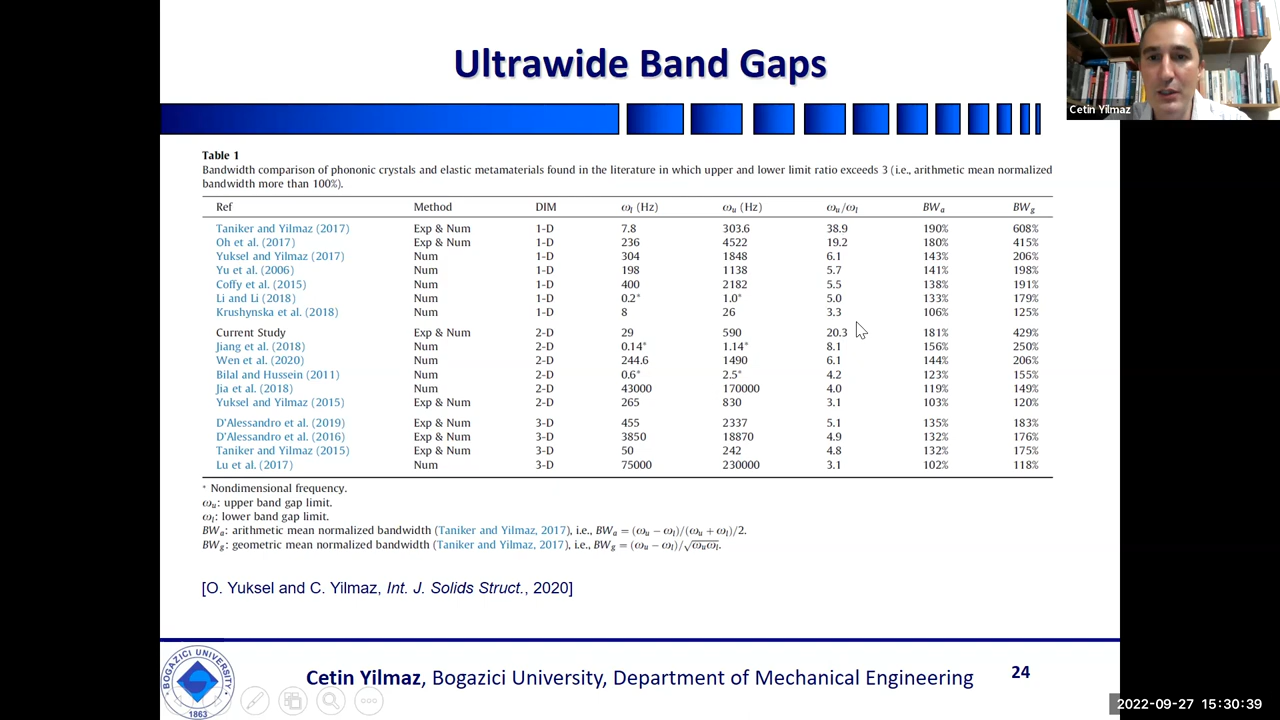 Ultrawide Band Gaps
Cetin Yilmaz
Table 1
Bandwidth comparison of phononic crystals and elastic metamaterials found in the literature in which upper and lower limit ratio exceeds 3 (i.e., arithmetic mean normalized
bandwidth more than 100%).
Ref Method DIM ωl (Hz) ωu (Hz) ωu/ωl BWa BWg
Taniker and Yilmaz (2017) Exp & Num 1-D 7.8 303.6 38.9 190% 608%
Oh et al. (2017) Exp & Num 1-D 236 4522 19.2 180% 415%
Yuksel and Yilmaz (2017) Num 1-D 304 1848 6.1 143% 206%
Yu et al. (2006) Num 1-D 198 1138 5.7 141% 198%
Coffy et al. (2015) Num 1-D 400 2182 5.5 138% 191%
Li and Li (2018) Num 1-D 0.2* 1.0* 5.0 133% 179%
Krushynska et al. (2018) Num 1-D 8 26 3.3 106% 125%
Current Study Exp & Num 2-D 29 590 20.3 181% 429%
Jiang et al. (2018) Num 2-D 0.14* 1.14* 8.1 156% 250%
Wen et al. (2020) Num 2-D 244.6 1490 6.1 144% 206%
Bilal and Hussein (2011) Num 2-D 0.6* 2.5* 4.2 123% 155%
Jia et al. (2018) Num 2-D 43000 170000 4.0 119% 149%
Yuksel and Yilmaz (2015) Exp & Num 2-D 265 830 3.1 103% 120%
D'Alessandro et al. (2019) Exp & Num 3-D 455 2337 5.1 135% 183%
D'Alessandro et al. (2016) Exp & Num 3-D 3850 18870 4.9 132% 176%
Taniker and Yilmaz (2015) Exp & Num 3-D 50 242 4.8 132% 175%
Lu et al. (2017) Num 3-D 75000 230000 3.1 102% 118%
* Nondimensional frequency.
ωu: upper band gap limit.
ωl: lower band gap limit.
BWa: arithmetic mean normalized bandwidth (Taniker and Yilmaz, 2017), i.e., BWa = (ωu − ωl)/(ωu + ωl)/2.
BWg: geometric mean normalized bandwidth (Taniker and Yilmaz, 2017), i.e., BWg = (ωu − ωl)/√ωuωl.
[O. Yuksel and C. Yilmaz, Int. J. Solids Struct., 2020]
BOGAZICI UNIVERSITY
1863
Cetin Yilmaz, Bogazici University, Department of Mechanical Engineering
24
2022-09-27 15:30:39